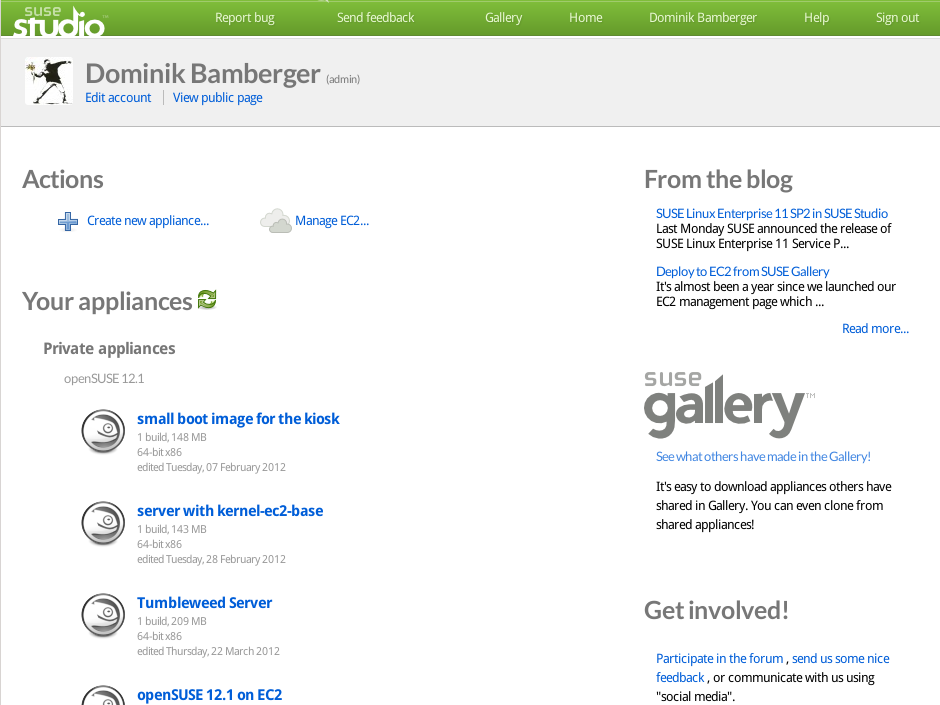 suse
studio™
Report bug
Send feedback
Gallery
Home
Dominik Bamberger
Help
Sign out
Dominik Bamberger (admin)
Edit account
View public page
Actions
Create new appliance...
Manage EC2...
Your appliances
Private appliances
openSUSE 12.1
small boot image for the kiosk
1 build, 148 MB
64-bit x86
edited Tuesday, 07 February 2012
server with kernel-ec2-base
1 build, 143 MB
64-bit x86
edited Tuesday, 28 February 2012
Tumbleweed Server
1 build, 209 MB
64-bit x86
edited Thursday, 22 March 2012
openSUSE 12.1 on EC2
From the blog
SUSE Linux Enterprise 11 SP2 in SUSE Studio
Last Monday SUSE announced the release of
SUSE Linux Enterprise 11 Service P...
Deploy to EC2 from SUSE Gallery
It's almost been a year since we launched our
EC2 management page which ...
Read more...
suse
gallery™
See what others have made in the Gallery!
It's easy to download appliances others have
shared in Gallery. You can even clone from
shared appliances!
Get involved!
Participate in the forum , send us some nice
feedback , or communicate with us using
"social media".